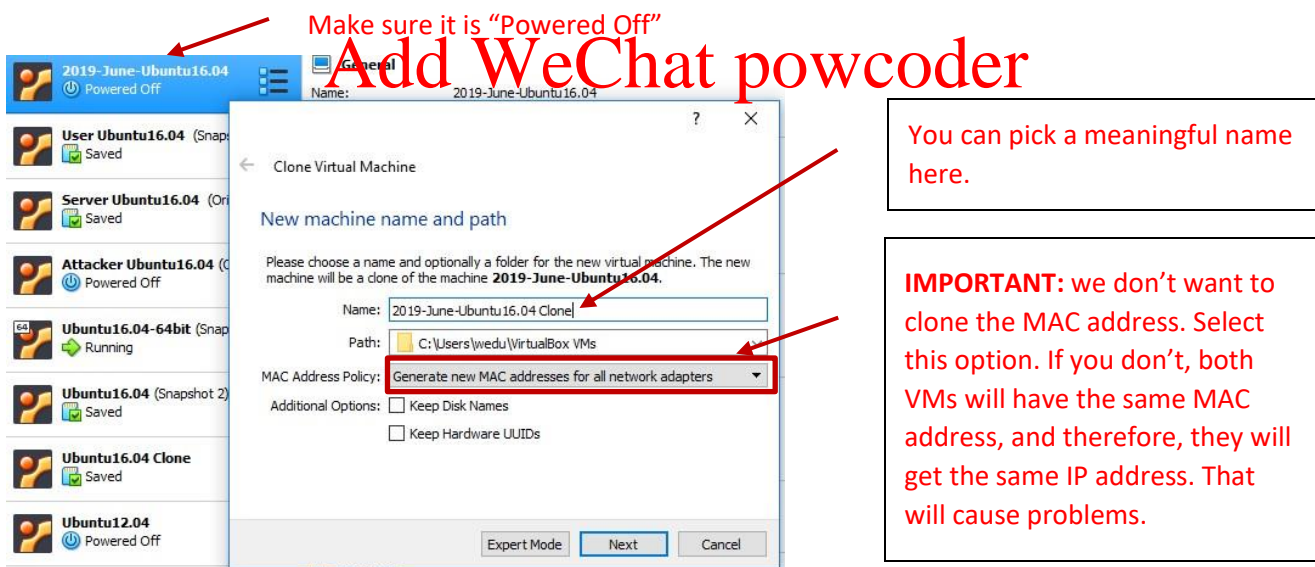 Make sure it is “Powered Off”
Add WeChat powcoder
2019-June-Ubuntu16.04
Powered Off
General
Name: 2019-June-Ubuntu16.04
User Ubuntu16.04 (Snap
Saved
Server Ubuntu16.04 (Ori
Saved
Attacker Ubuntu16.04 (C
Powered Off
64
Ubuntu16.04-64bit (Snap
Running
Ubuntu16.04 (Snapshot 2)
Saved
Ubuntu16.04 Clone
Saved
Ubuntu12.04
Powered Off
? ×
← Clone Virtual Machine
New machine name and path
Please choose a name and optionally a folder for the new virtual machine. The new
machine will be a clone of the machine 2019-June-Ubuntu16.04.
Name: 2019-June-Ubuntu16.04 Clone
Path: C:\Users\wedu\VirtualBox VMs
MAC Address Policy: Generate new MAC addresses for all network adapters
Additional Options: Keep Disk Names
Keep Hardware UUIDs
Expert Mode Next Cancel
You can pick a meaningful name
here.
IMPORTANT: we don’t want to
clone the MAC address. Select
this option. If you don’t, both
VMs will have the same MAC
address, and therefore, they will
get the same IP address. That
will cause problems.